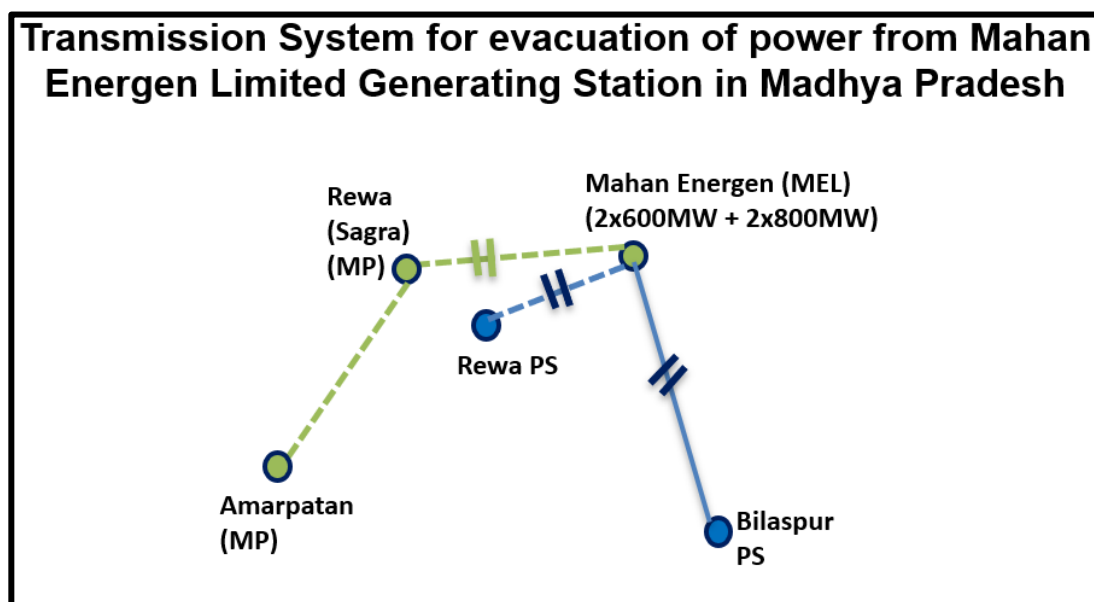 Transmission System for evacuation of power from Mahan
Energen Limited Generating Station in Madhya Pradesh
Mahan Energen (MEL)
(2x600MW + 2x800MW)
Rewa
(Sagra)
(MP)
Rewa PS
Amarpatan
(MP)
Bilaspur
PS